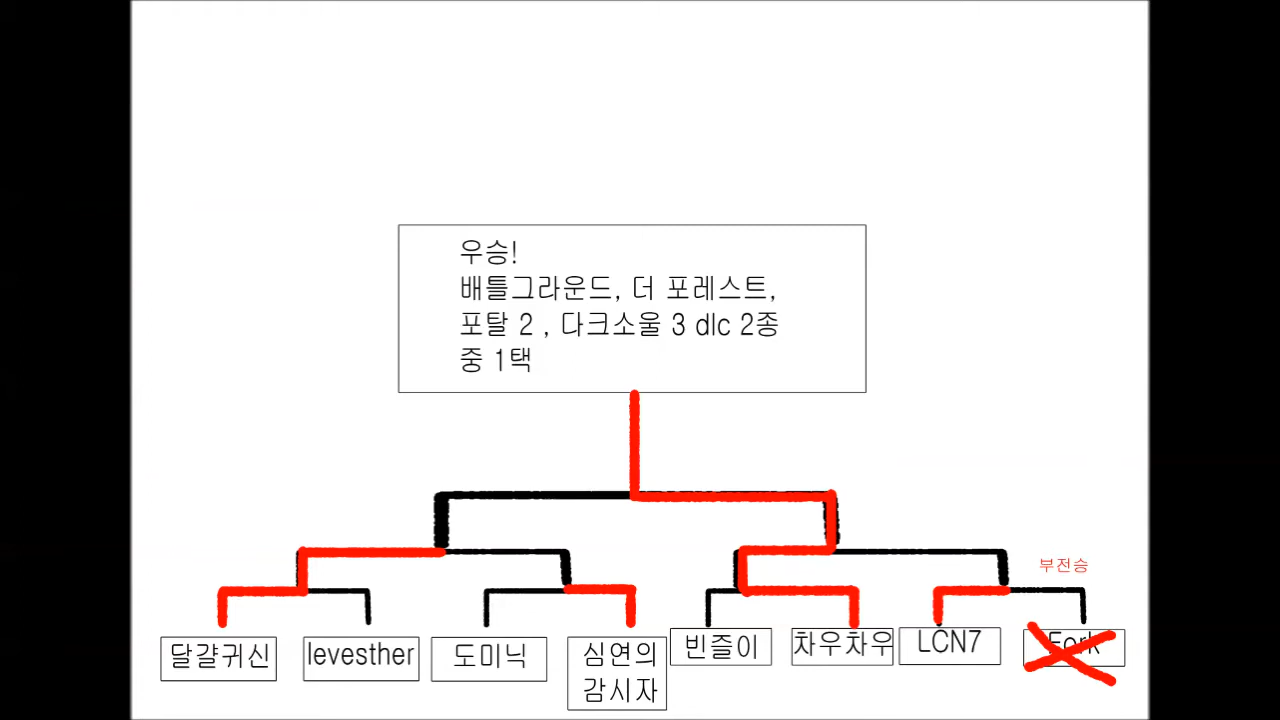 우승!
배틀그라운드, 더 포레스트,
포탈 2 , 다크소울 3 dlc 2종
중 1택
부전승
달걀귀신
levesther
도미닉
심연의
감시자
빈즐이
차우차우
LCN7
Fork